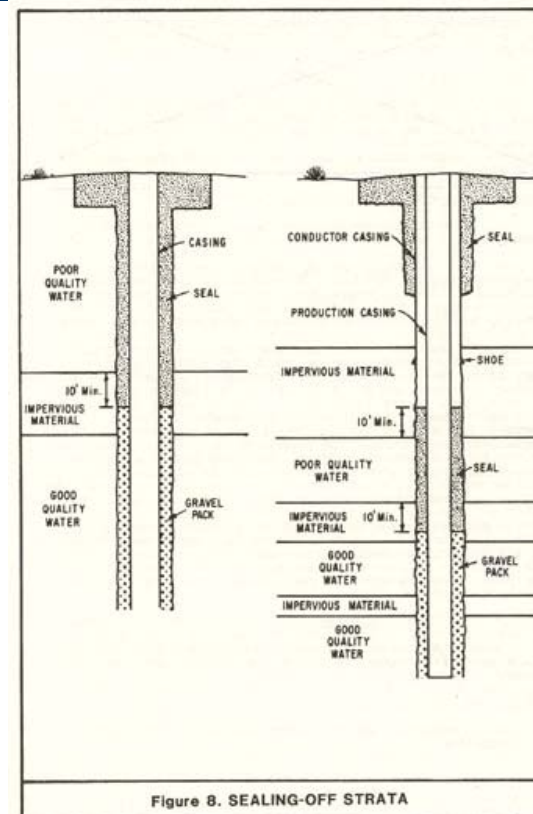 CASING
POOR
QUALITY
WATER
SEAL
10' Min.
IMPERVIOUS
MATERIAL
GOOD
QUALITY
WATER
GRAVEL
PACK
CONDUCTOR CASING
SEAL
PRODUCTION CASING
SHOE
IMPERVIOUS MATERIAL
10' Min.
POOR QUALITY
WATER
SEAL
IMPERVIOUS
MATERIAL
10' Min.
GOOD
QUALITY
WATER
GRAVEL
PACK
IMPERVIOUS MATERIAL
GOOD
QUALITY
WATER
Figure 8. SEALING-OFF STRATA